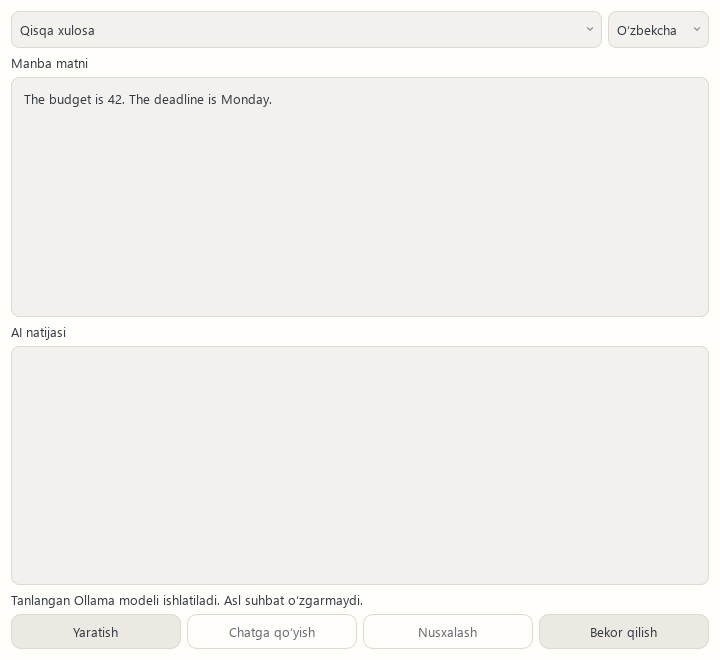 Qisqa xulosa O‘zbekcha
Manba matni
The budget is 42. The deadline is Monday.
AI natijasi
Tanlangan Ollama modeli ishlatiladi. Asl suhbat o‘zgarmaydi.
Yaratish Chatga qo‘yish Nusxalash Bekor qilish